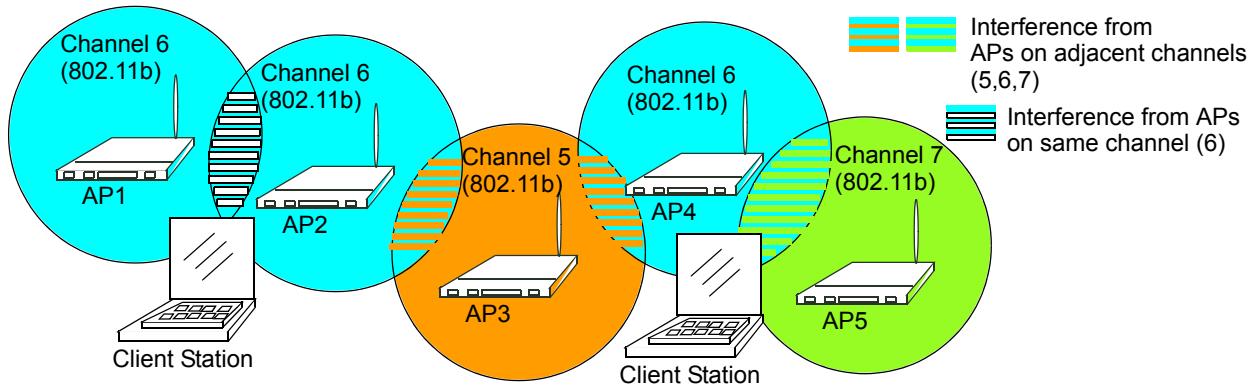 Channel 6
(802.11b)
AP1
Channel 6
(802.11b)
AP2
Channel 5
(802.11b)
AP3
Channel 6
(802.11b)
AP4
Channel 7
(802.11b)
AP5
Client Station
Client Station
Interference from
APs on adjacent channels
(5,6,7)
Interference from APs
on same channel (6)